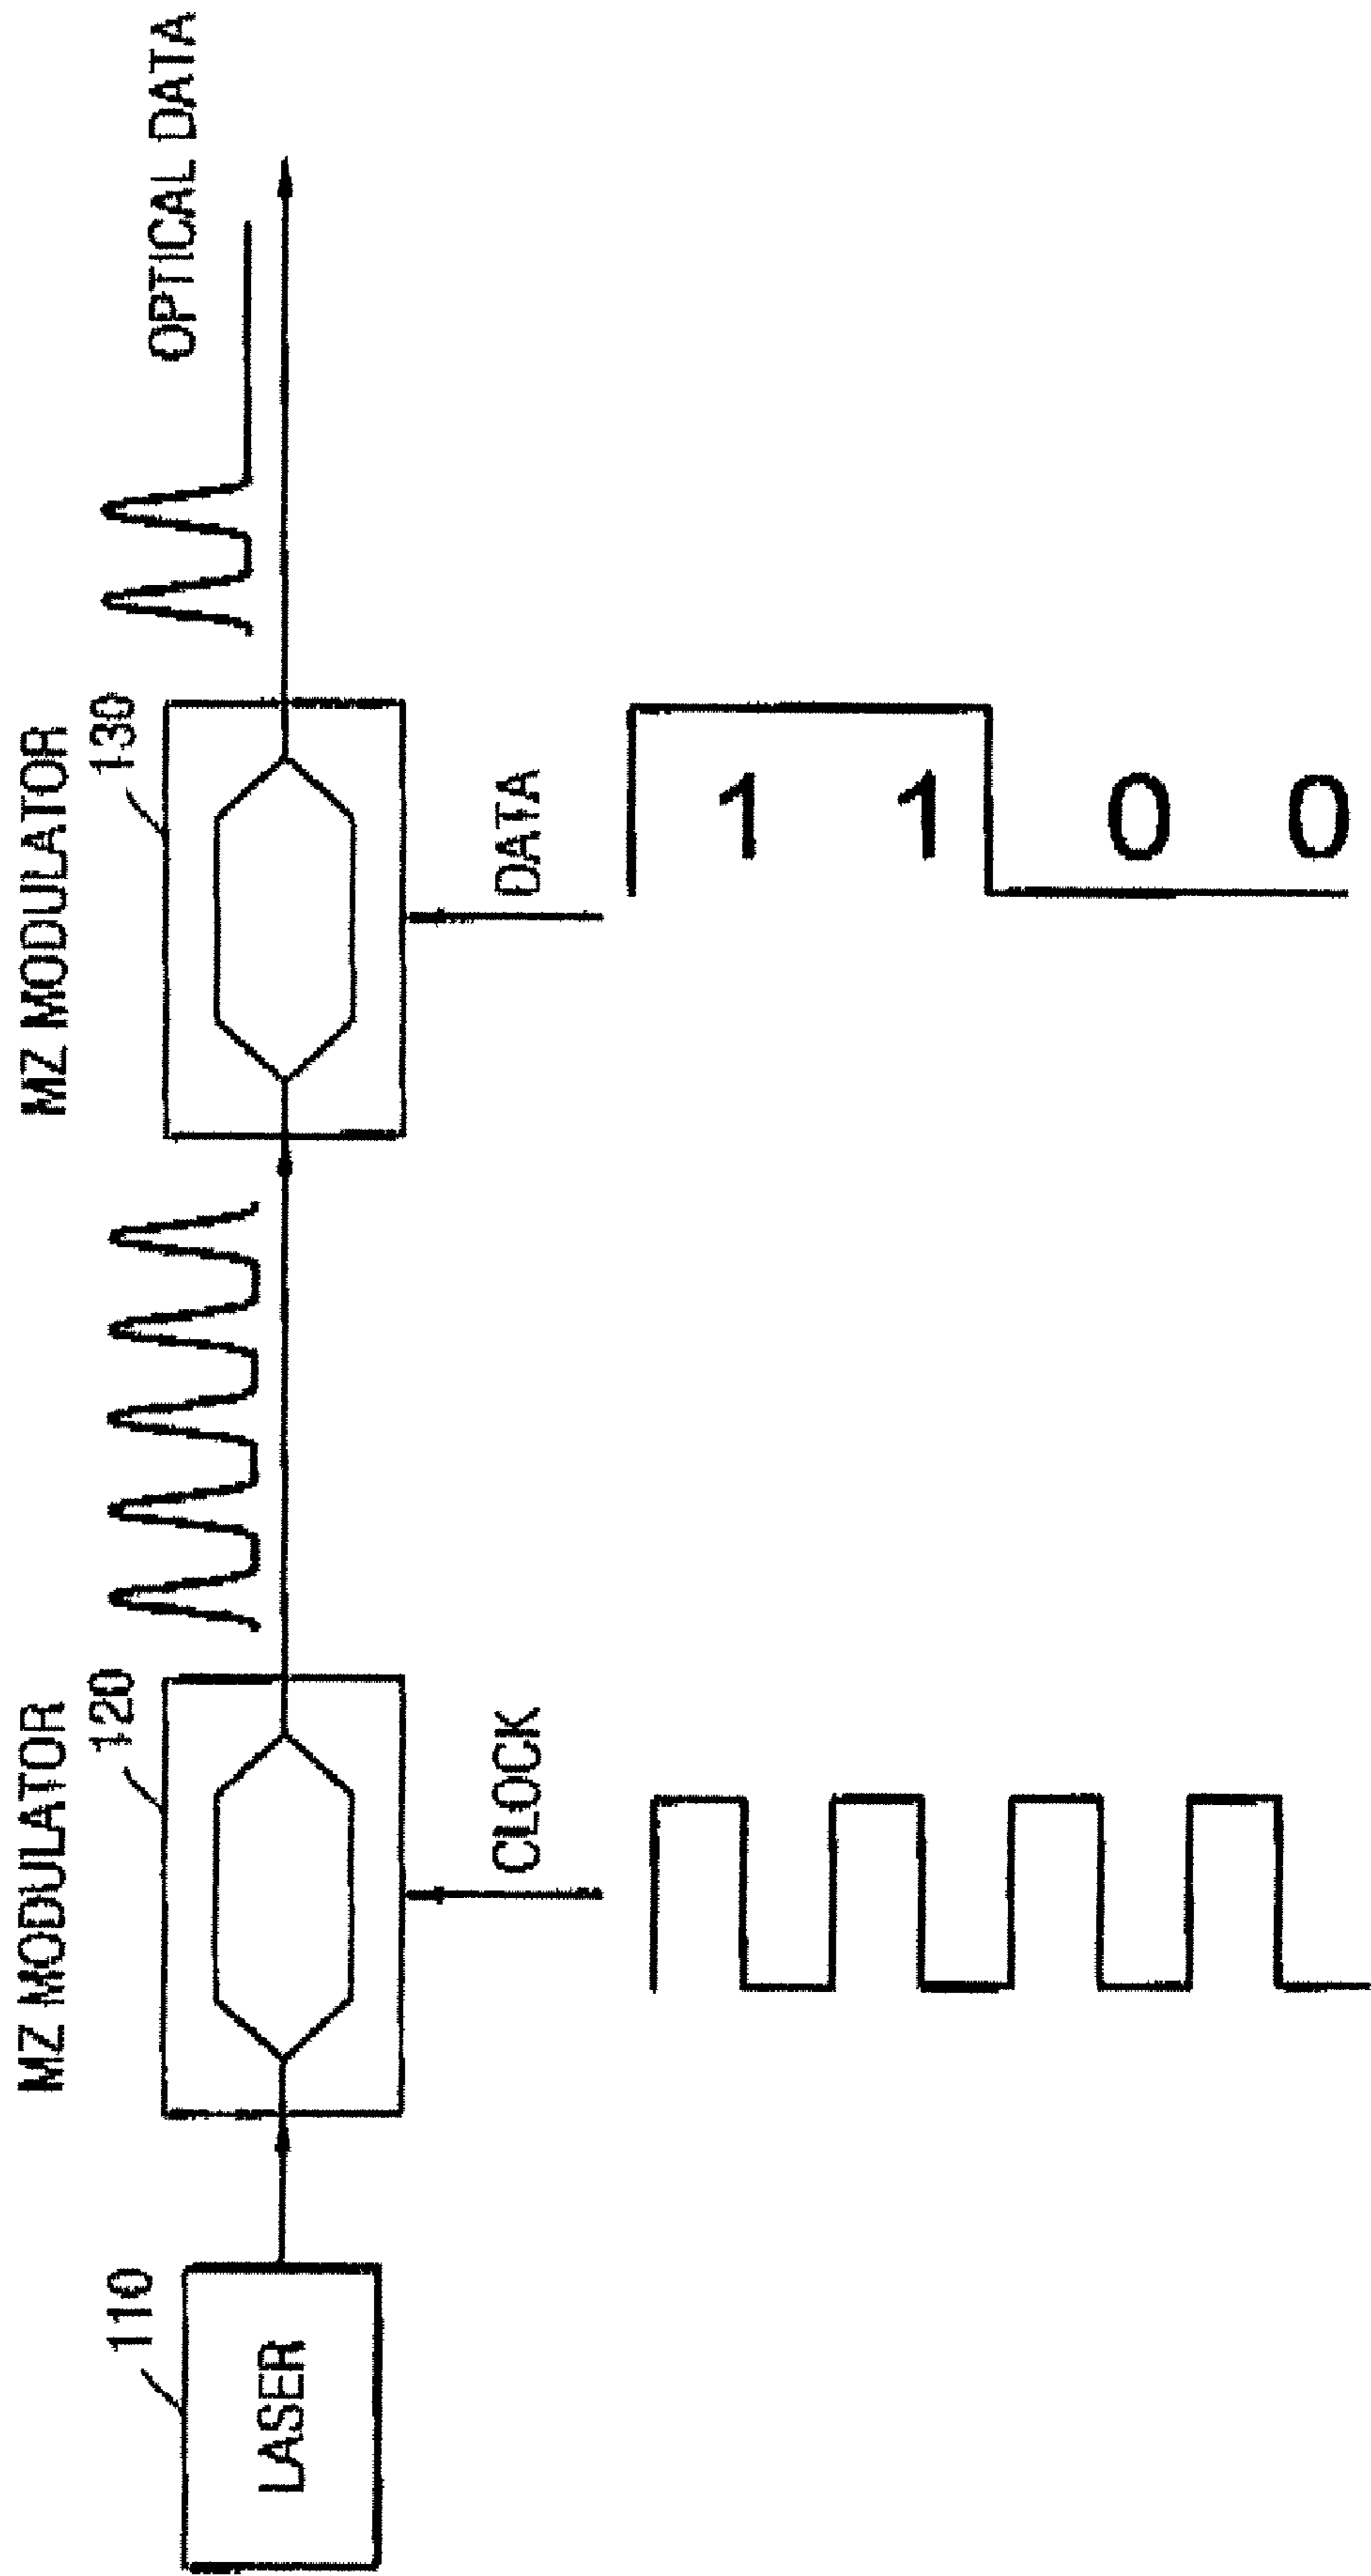 110
LASER
MZ MODULATOR
120
CLOCK
MZ MODULATOR
130
DATA
1 1 0 0
OPTICAL DATA